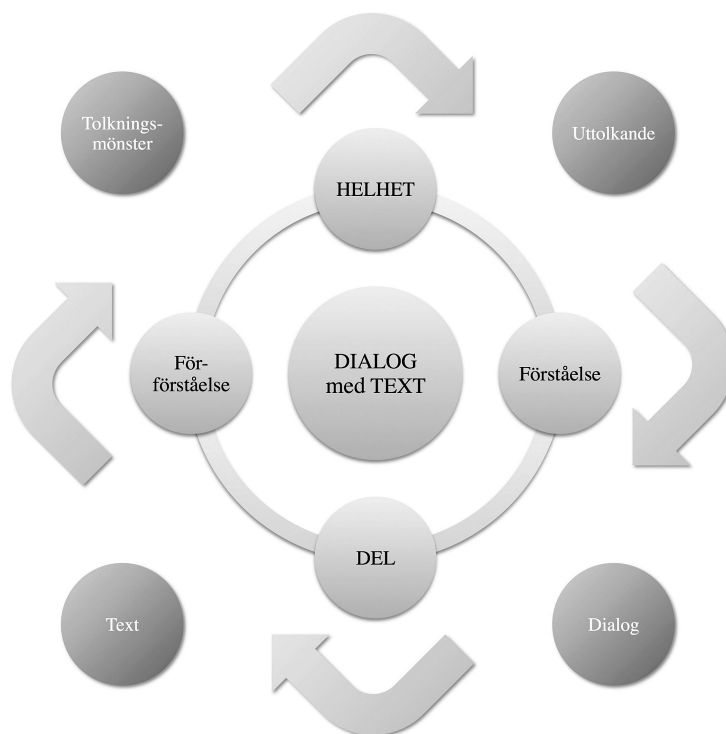 Tolknings-
mönster
Uttolkande
HELHET
För-
förståelse
DIALOG
med TEXT
Förståelse
DEL
Text
Dialog